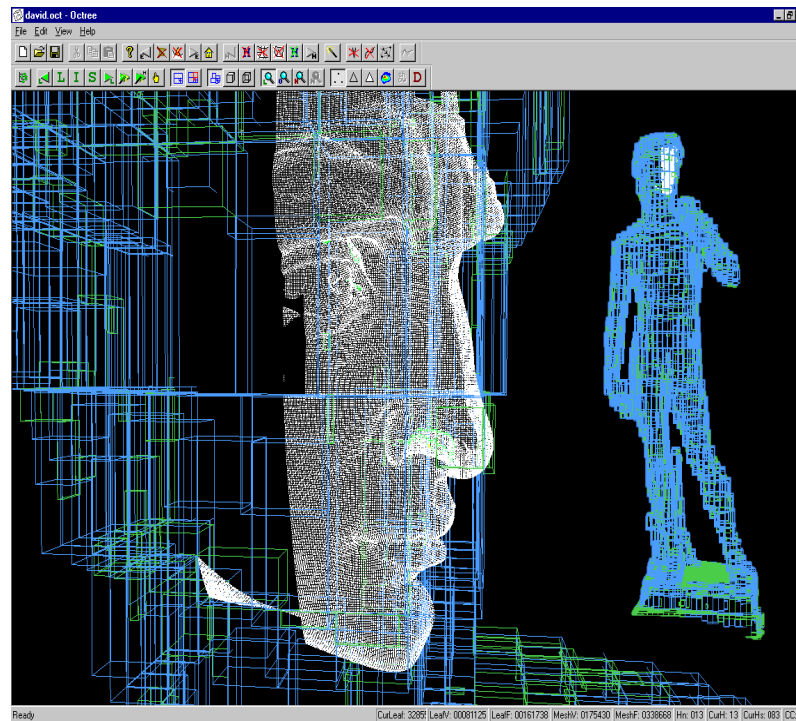 david.oct - Octree
File Edit View Help
L I S D
Ready CurLeaf: 3285 LeafV: 00081125 LeafF: 00161738 MeshV: 0175430 MeshF: 0338668 Hn: 013 CurH: 13 CurHs: 083 CC: